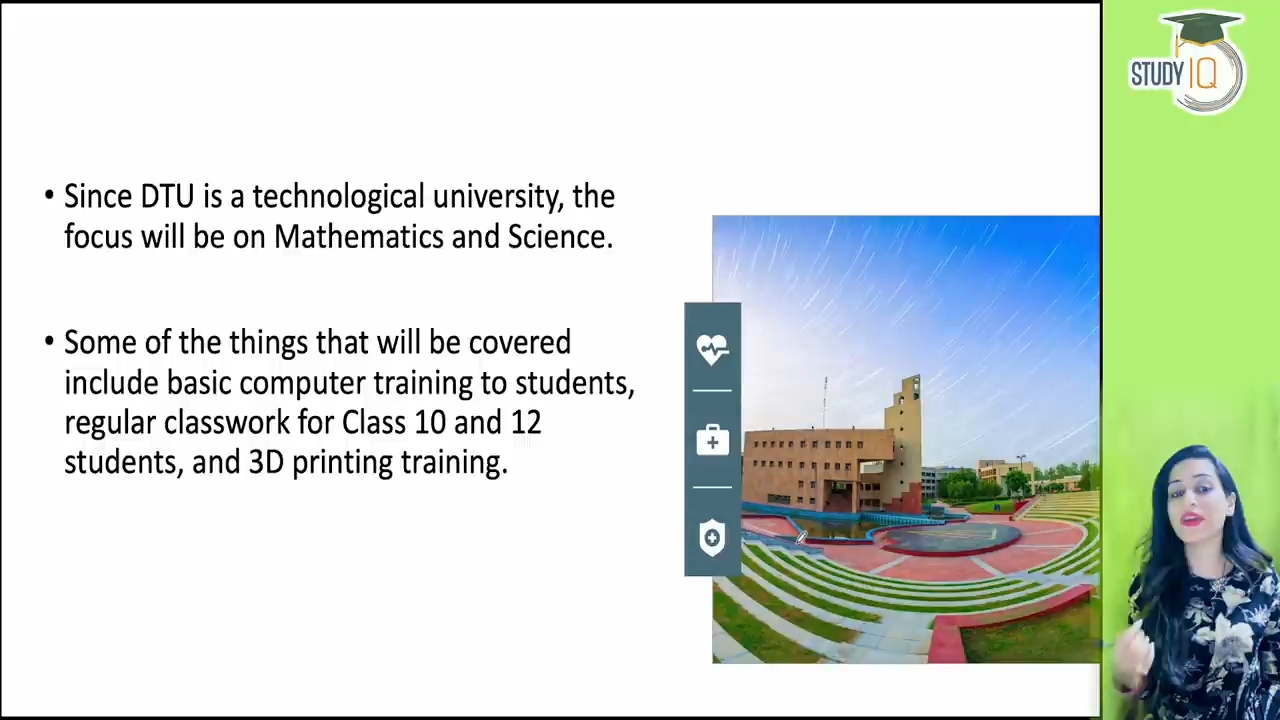 • Since DTU is a technological university, the
focus will be on Mathematics and Science.
• Some of the things that will be covered
include basic computer training to students,
regular classwork for Class 10 and 12
students, and 3D printing training.
STUDY IQ